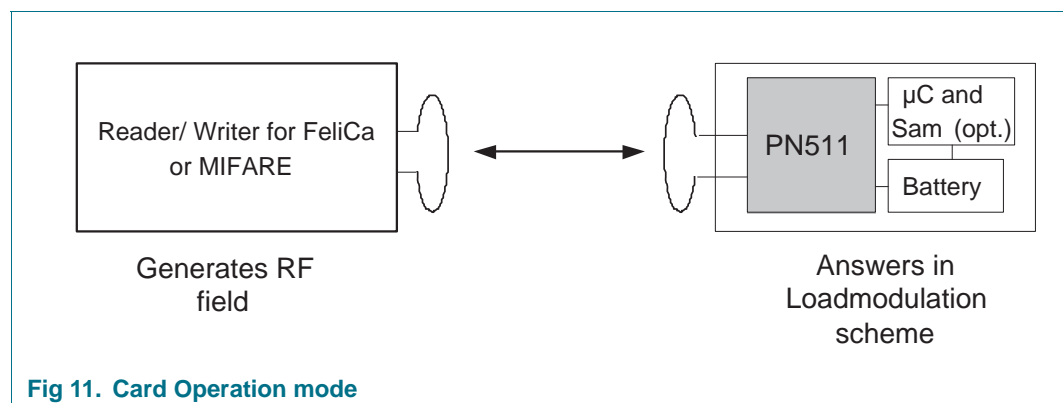 Reader/ Writer for FeliCa
or MIFARE
Generates RF
field
PN511
µC and
Sam (opt.)
Battery
Answers in
Loadmodulation
scheme
Fig 11. Card Operation mode